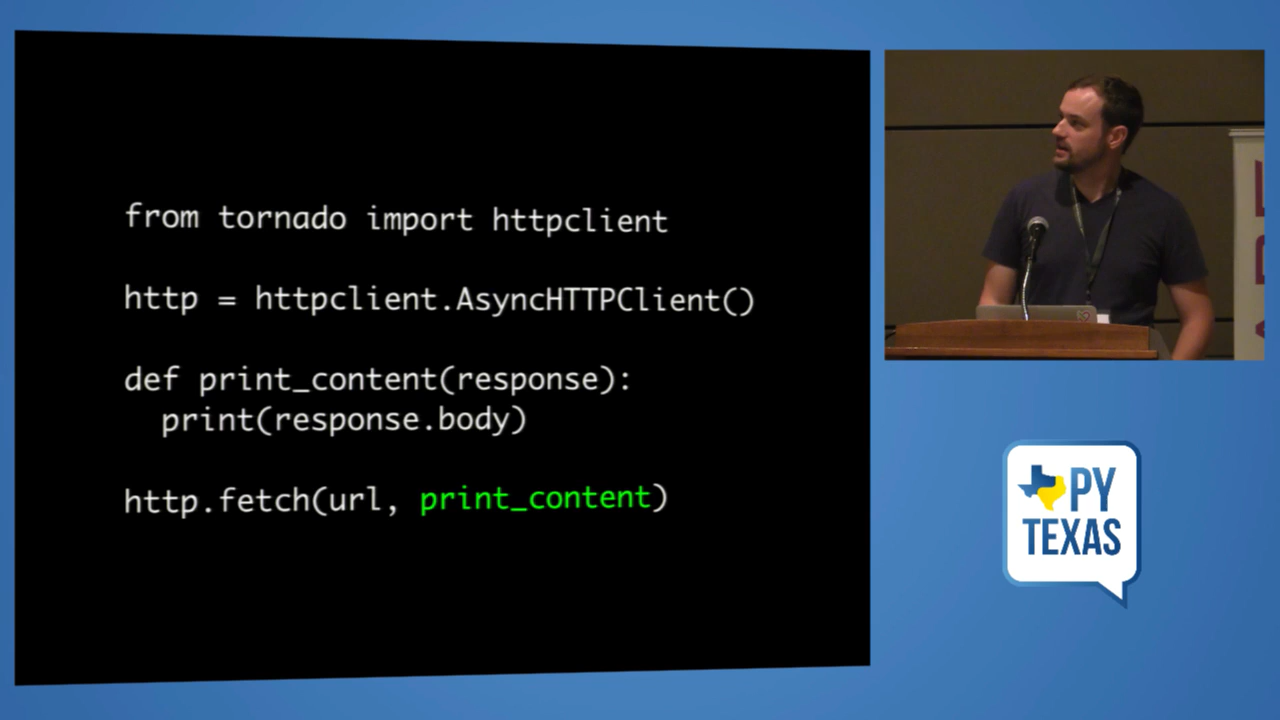 from tornado import httpclient
http = httpclient.AsyncHTTPClient()
def print_content(response):
  print(response.body)
http.fetch(url, print_content)
PY
TEXAS